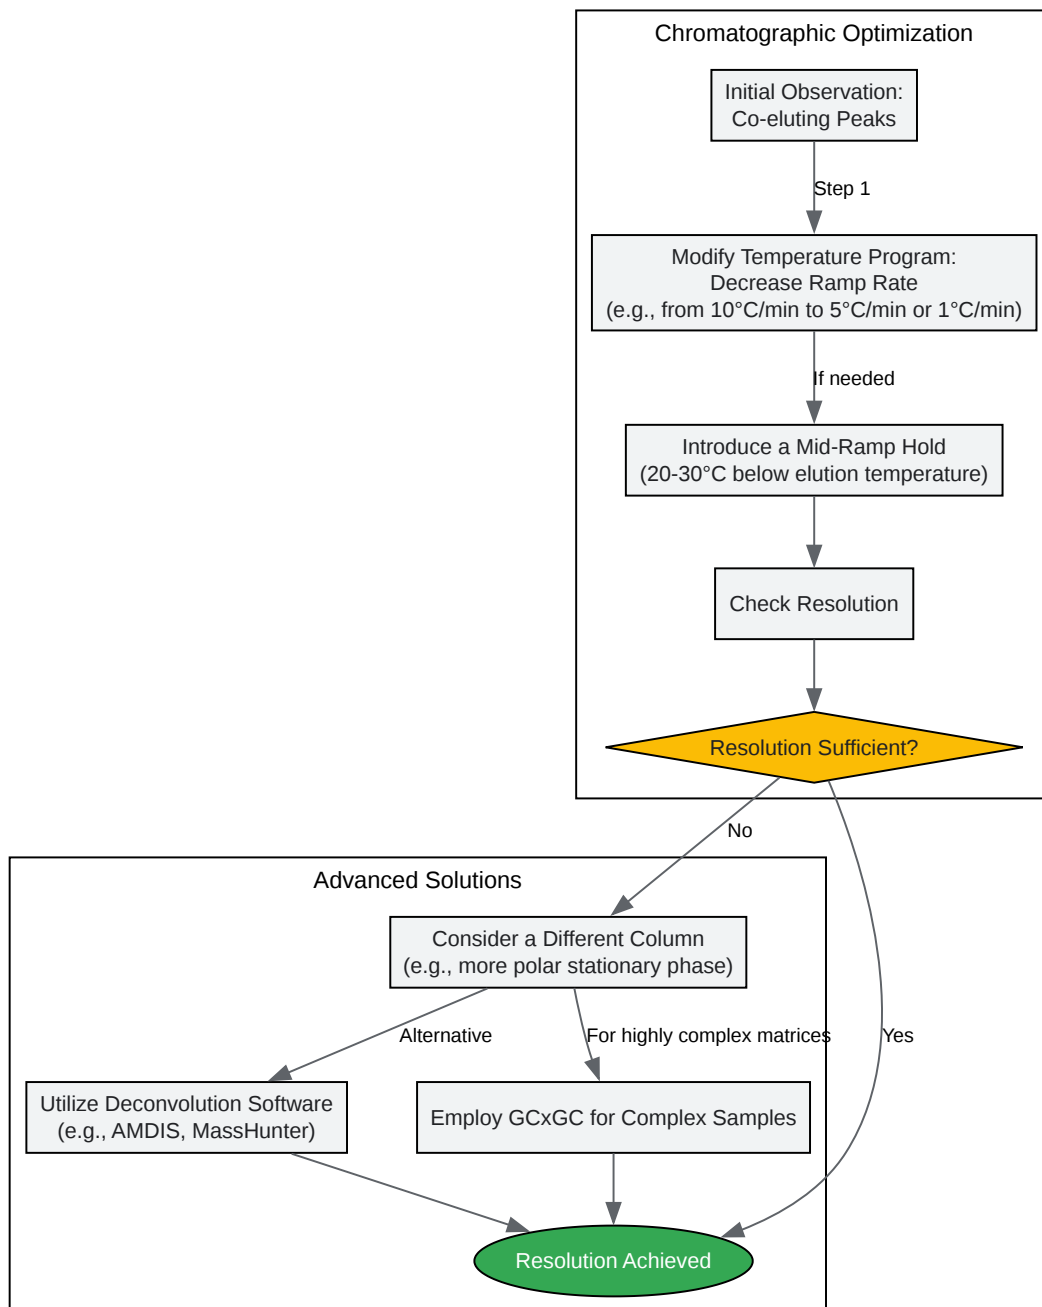 Chromatographic Optimization
Initial Observation:
Co-eluting Peaks
Step 1
Modify Temperature Program:
Decrease Ramp Rate
(e.g., from 10°C/min to 5°C/min or 1°C/min)
If needed
Introduce a Mid-Ramp Hold
(20-30°C below elution temperature)
Check Resolution
Resolution Sufficient?
No
Advanced Solutions
Consider a Different Column
(e.g., more polar stationary phase)
Alternative
For highly complex matrices
Yes
Utilize Deconvolution Software
(e.g., AMDIS, MassHunter)
Employ GCxGC for Complex Samples
Resolution Achieved